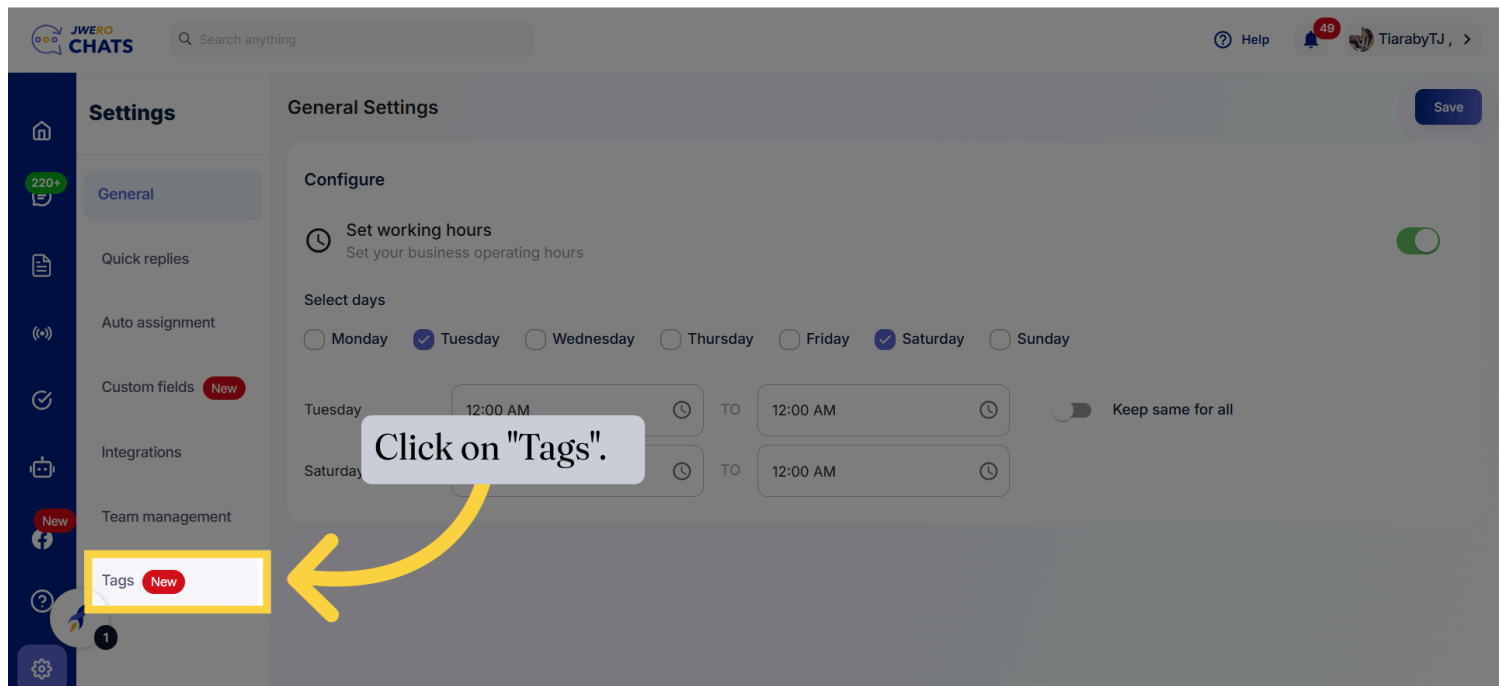 JWERO
CHATS
Search anything
Help
49
TiarabyTJ ,
Settings
General Settings
Save
220+
General
Configure
Set working hours
Set your business operating hours
Quick replies
Select days
Auto assignment
Monday Tuesday Wednesday Thursday Friday Saturday Sunday
Custom fields New
Tuesday 12:00 AM TO 12:00 AM Keep same for all
Click on "Tags".
Integrations
Saturday TO 12:00 AM
Team management
New
Tags New
1